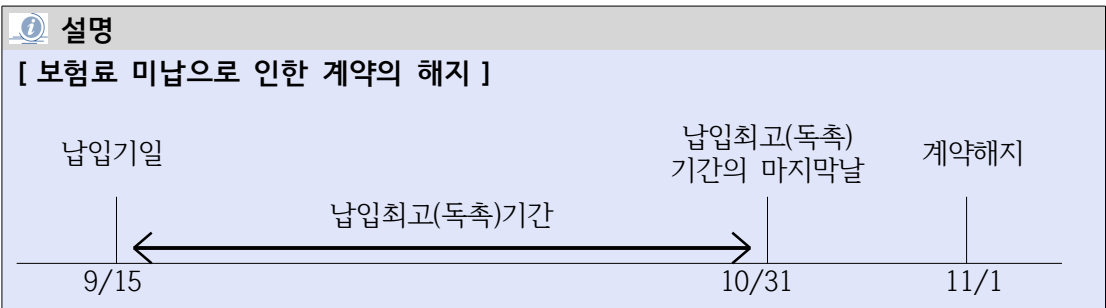 설명
[ 보험료 미납으로 인한 계약의 해지 ]
납입기일
납입최고(독촉)
기간의 마지막날
계약해지
납입최고(독촉)기간
9/15
10/31
11/1